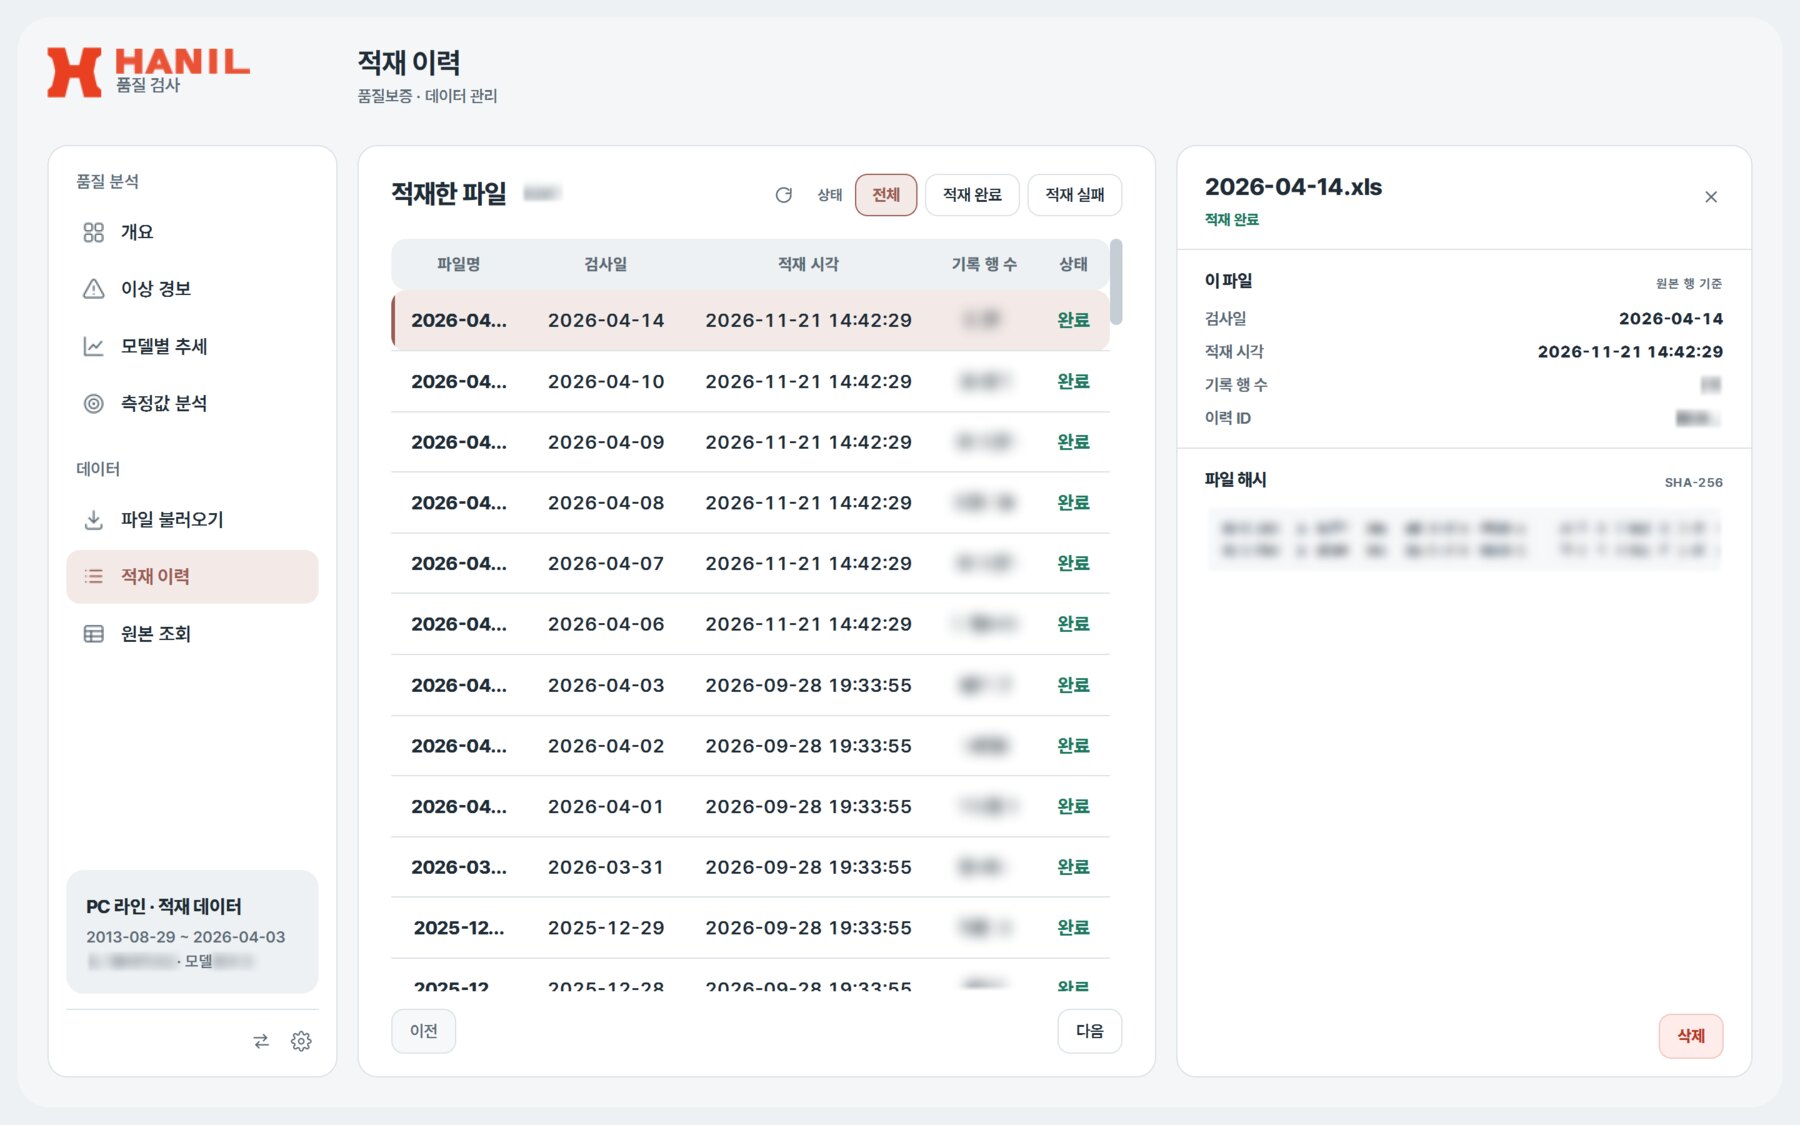 HANIL
품질 검사
적재 이력
품질보증 · 데이터 관리
품질 분석
개요
이상 경보
모델별 추세
측정값 분석
데이터
파일 불러오기
적재 이력
원본 조회
PC 라인 · 적재 데이터
2013-08-29 ~ 2026-04-03
· 모델
적재한 파일
상태 전체 적재 완료 적재 실패
파일명 검사일 적재 시각 기록 행 수 상태
2026-04... 2026-04-14 2026-11-21 14:42:29 완료
2026-04... 2026-04-10 2026-11-21 14:42:29 완료
2026-04... 2026-04-09 2026-11-21 14:42:29 완료
2026-04... 2026-04-08 2026-11-21 14:42:29 완료
2026-04... 2026-04-07 2026-11-21 14:42:29 완료
2026-04... 2026-04-06 2026-11-21 14:42:29 완료
2026-04... 2026-04-03 2026-09-28 19:33:55 완료
2026-04... 2026-04-02 2026-09-28 19:33:55 완료
2026-04... 2026-04-01 2026-09-28 19:33:55 완료
2026-03... 2026-03-31 2026-09-28 19:33:55 완료
2025-12... 2025-12-29 2026-09-28 19:33:55 완료
2025-12 2025-12-28 2026-09-28 19:33:55 완료
이전 다음
2026-04-14.xls
적재 완료
이 파일 원본 행 기준
검사일 2026-04-14
적재 시각 2026-11-21 14:42:29
기록 행 수
이력 ID
파일 해시 SHA-256
삭제